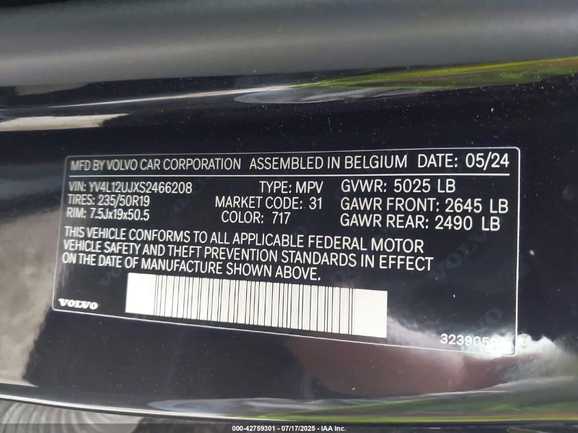 MFD BY VOLVO CAR CORPORATION ASSEMBLED IN BELGIUM DATE: 05/24
VIN: YV4L12UJXS2466208 TYPE: MPV GVWR: 5025 LB
TIRES: 235/50R19 MARKET CODE: 31 GAWR FRONT: 2645 LB
RIM: 7.5Jx19x50.5 COLOR: 717 GAWR REAR: 2490 LB
THIS VEHICLE CONFORMS TO ALL APPLICABLE FEDERAL MOTOR
VEHICLE SAFETY AND THEFT PREVENTION STANDARDS IN EFFECT
ON DATE OF MANUFACTURE SHOWN ABOVE.
VOLVO
000-42759301 - 07/17/2025 - IAA Inc.